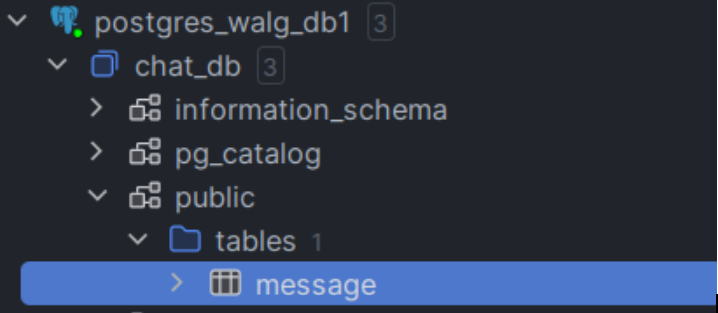 postgres_walg_db1 3
chat_db 3
information_schema
pg_catalog
public
tables 1
message